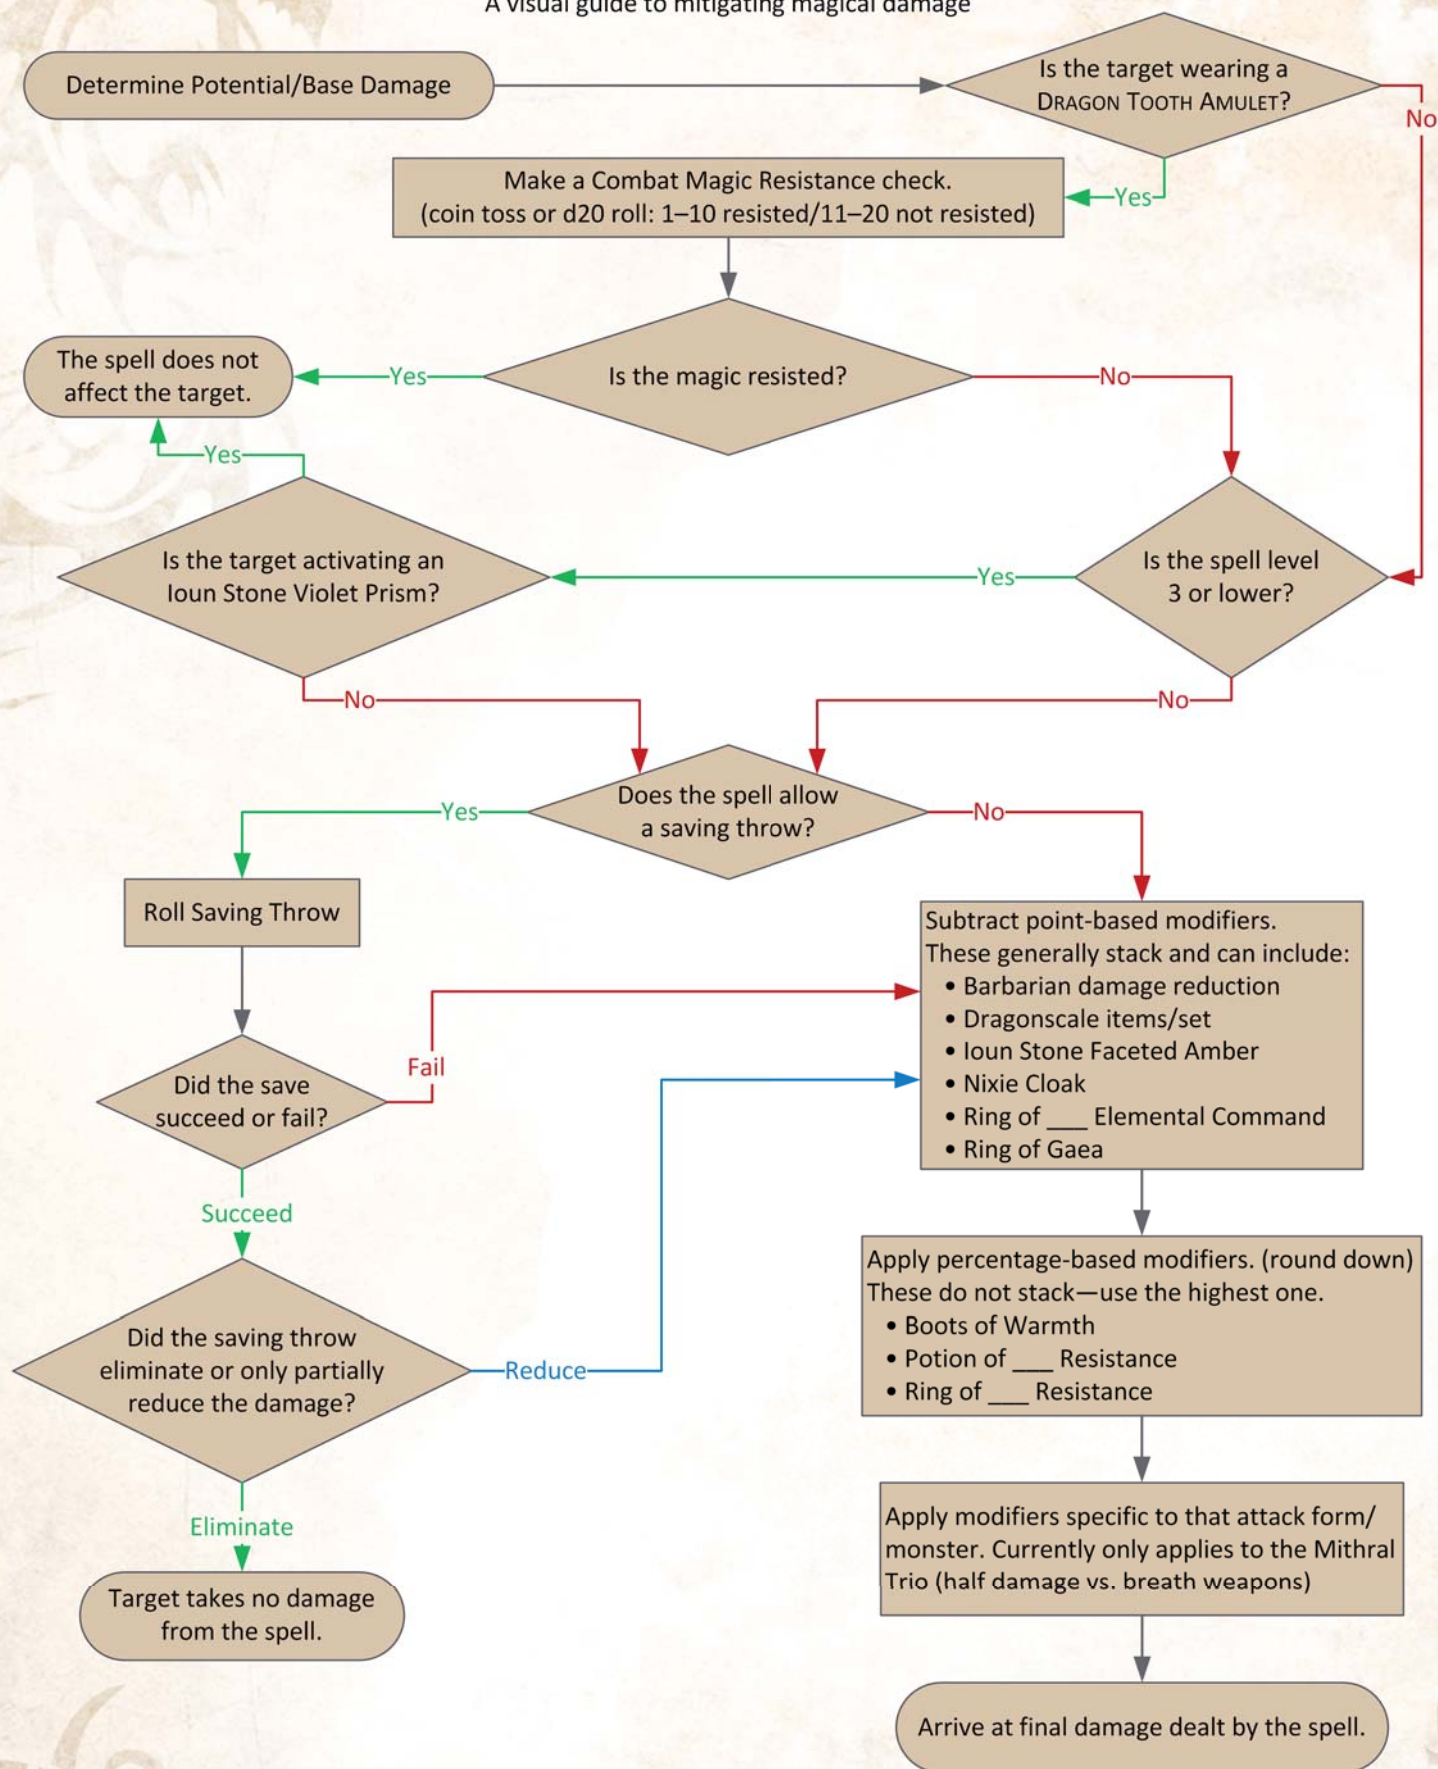 A visual guide to mitigating magical damage
Determine Potential/Base Damage
Is the target wearing a
DRAGON TOOTH AMULET?
No
Make a Combat Magic Resistance check.
(coin toss or d20 roll: 1–10 resisted/11–20 not resisted)
Yes
The spell does not
affect the target.
Yes
Is the magic resisted?
No
Yes
Is the target activating an
Ioun Stone Violet Prism?
Yes
Is the spell level
3 or lower?
No
No
Does the spell allow
a saving throw?
Yes
No
Roll Saving Throw
Subtract point-based modifiers.
These generally stack and can include:
• Barbarian damage reduction
• Dragonscale items/set
• Ioun Stone Faceted Amber
• Nixie Cloak
• Ring of ___ Elemental Command
• Ring of Gaea
Did the save
succeed or fail?
Fail
Succeed
Apply percentage-based modifiers. (round down)
These do not stack—use the highest one.
• Boots of Warmth
• Potion of ___ Resistance
• Ring of ___ Resistance
Did the saving throw
eliminate or only partially
reduce the damage?
Reduce
Eliminate
Apply modifiers specific to that attack form/
monster. Currently only applies to the Mithral
Trio (half damage vs. breath weapons)
Target takes no damage
from the spell.
Arrive at final damage dealt by the spell.